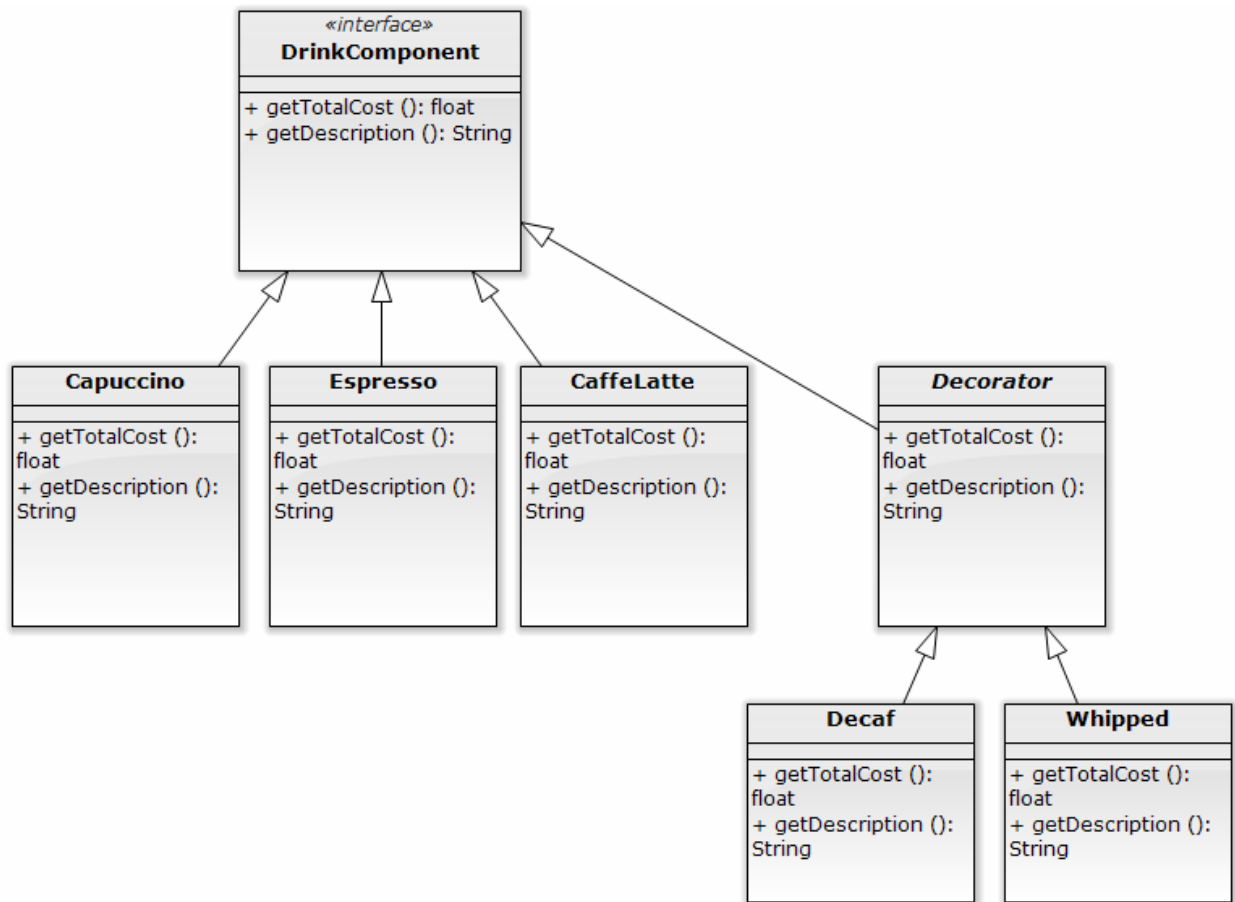 «interface»
DrinkComponent
+ getTotalCost (): float
+ getDescription (): String
Capuccino
+ getTotalCost ():
float
+ getDescription ():
String
Espresso
+ getTotalCost ():
float
+ getDescription ():
String
CaffeLatte
+ getTotalCost ():
float
+ getDescription ():
String
Decorator
+ getTotalCost ():
float
+ getDescription ():
String
Decaf
+ getTotalCost ():
float
+ getDescription ():
String
Whipped
+ getTotalCost ():
float
+ getDescription ():
String